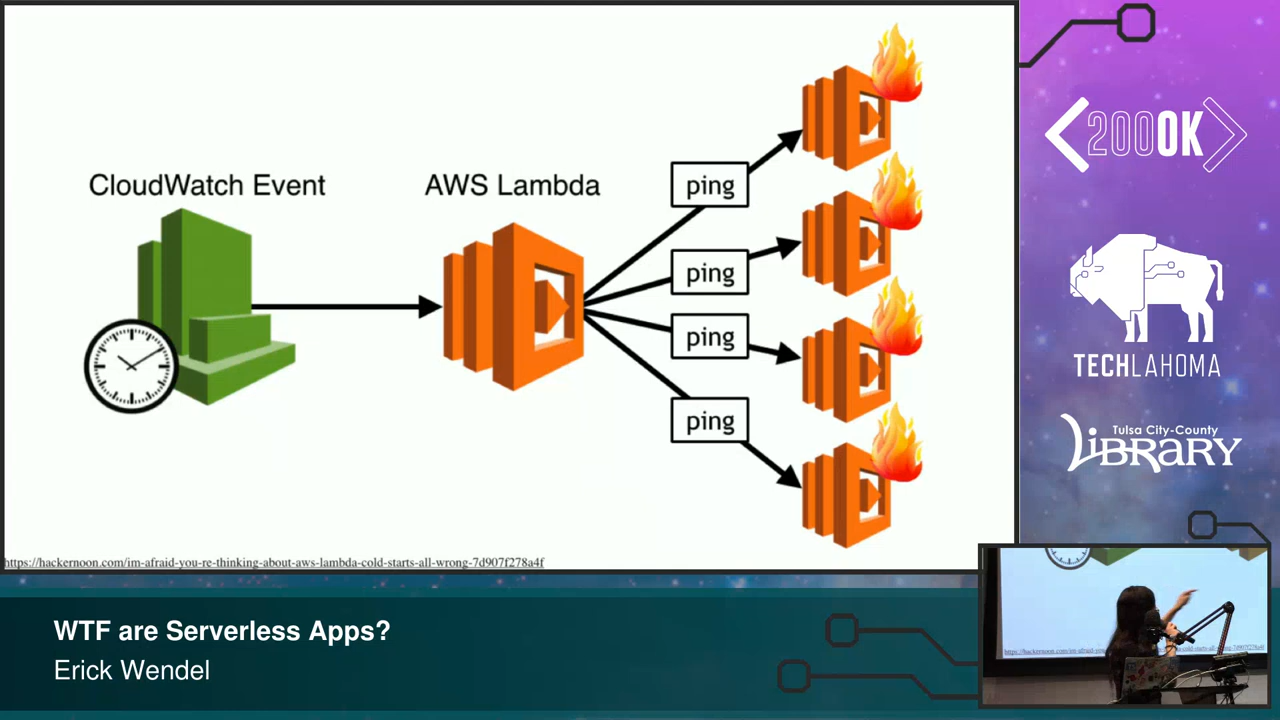 CloudWatch Event
AWS Lambda
ping
ping
ping
ping
https://hackernoon.com/im-afraid-you-re-thinking-about-aws-lambda-cold-starts-all-wrong-7d907f278a4f
<200OK>
TECHLAHOMA
Tulsa City-County
LiBRARY
WTF are Serverless Apps?
Erick Wendel